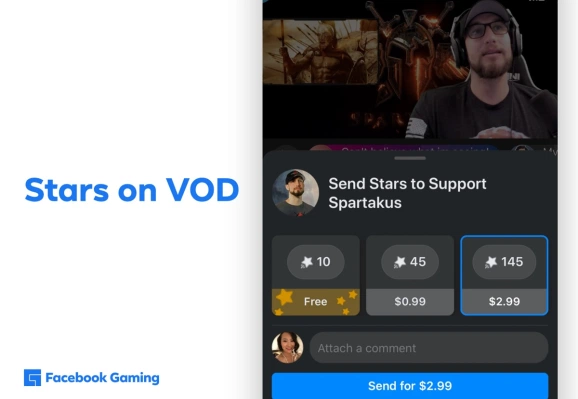 Send Stars to Support
Spartakus
Stars on VOD
10
45
145
Free
$0.99
$2.99
Attach a comment
Send for $2.99
Facebook Gaming